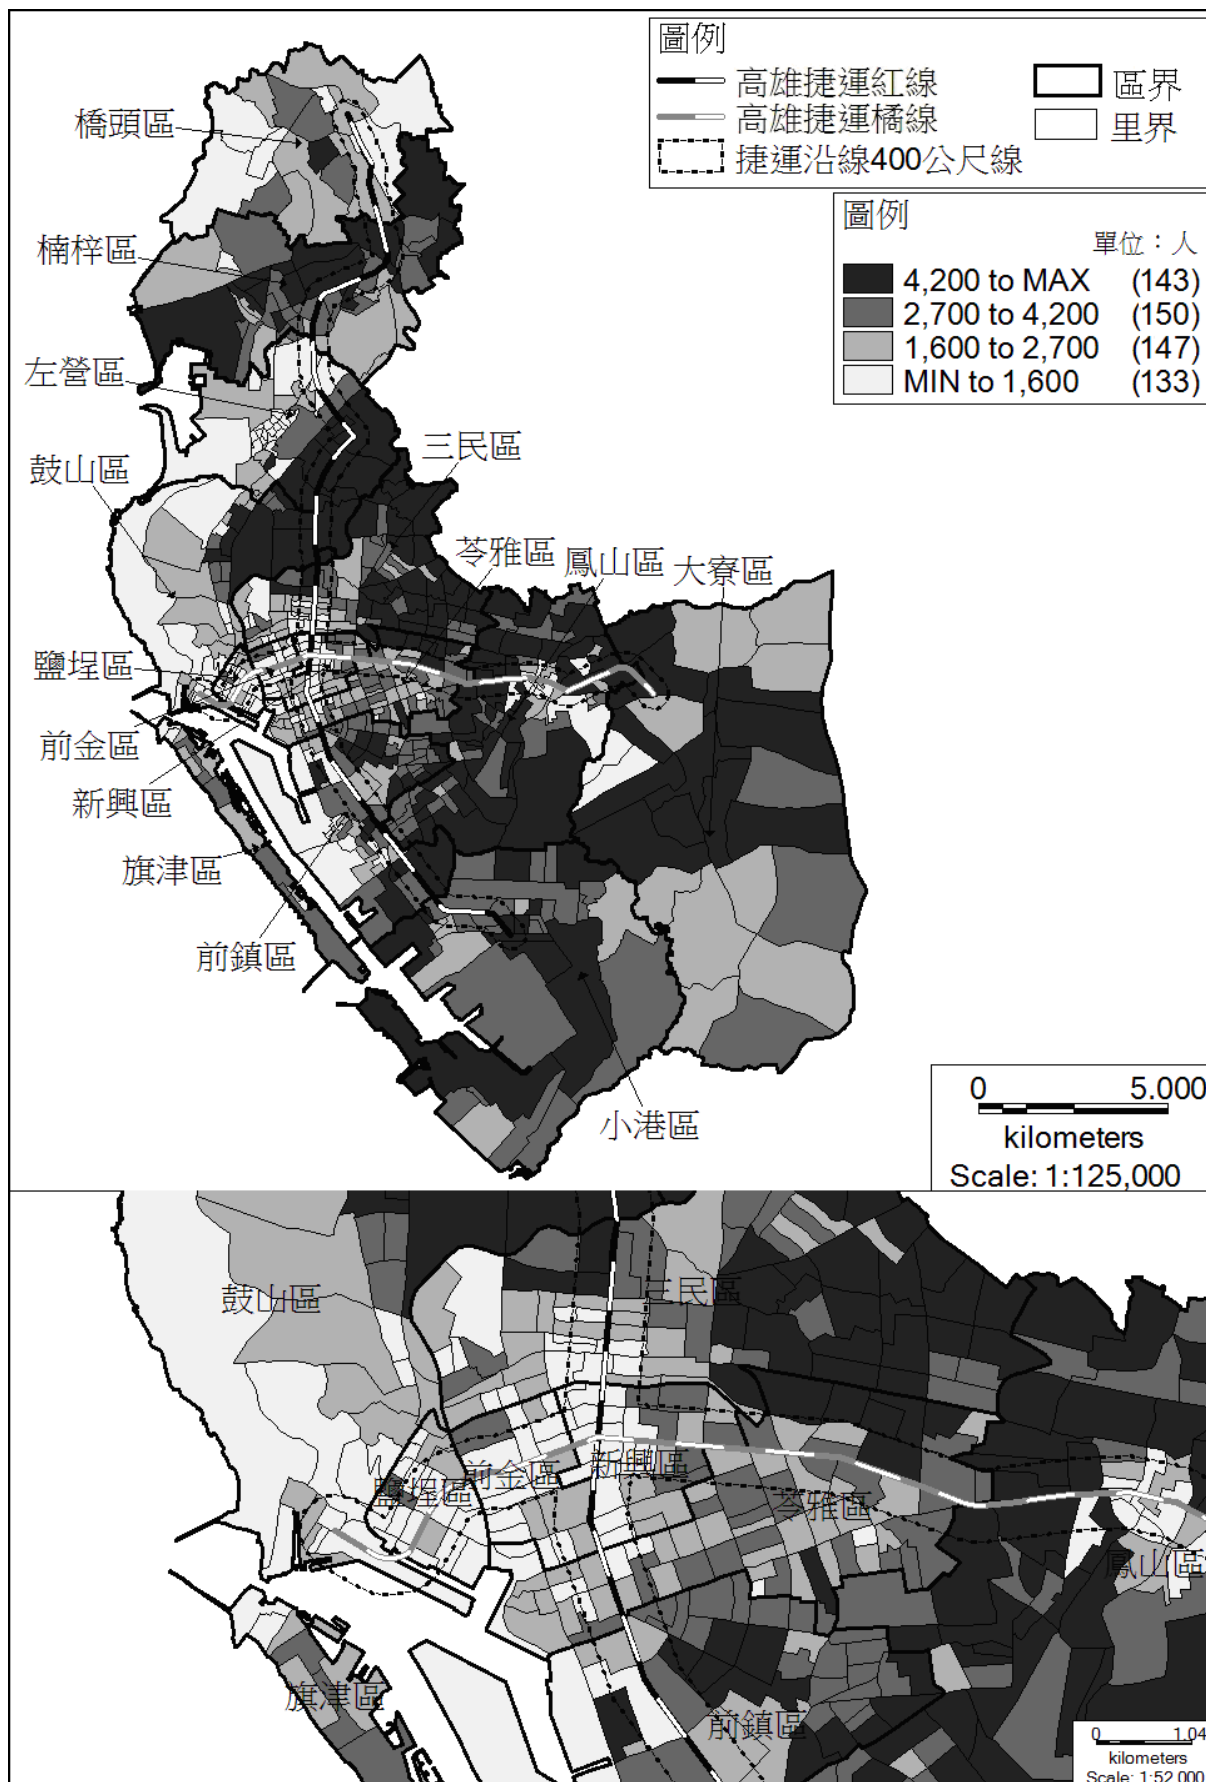 圖例
高雄捷運紅線
區界
高雄捷運橘線
里界
捷運沿線400公尺線
圖例
單位：人
4,200 to MAX (143)
2,700 to 4,200 (150)
1,600 to 2,700 (147)
MIN to 1,600 (133)
橋頭區
楠梓區
左營區
三民區
鼓山區
苓雅區
鳳山區
大寮區
鹽埕區
前金區
新興區
旗津區
前鎮區
小港區
0 5.000
kilometers
Scale: 1:125,000
鼓山區
三民區
新興區
前金區
鹽埕區
苓雅區
鳳山區
旗津區
前鎮區
0 1.04
kilometers
Scale: 1:52,000